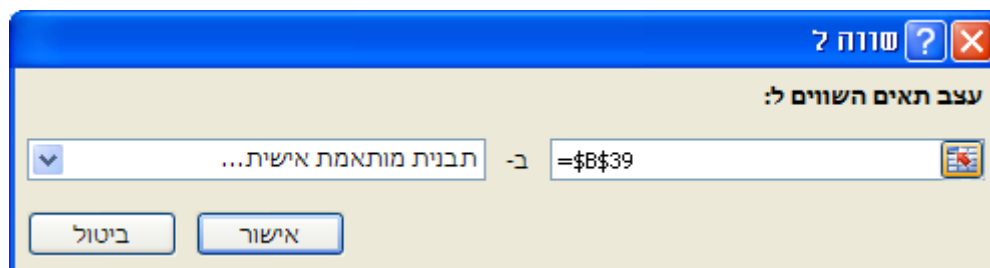 שווה ל
עצב תאים השווים ל:
=$B$39 ב- תבנית מותאמת אישית...
אישור ביטול